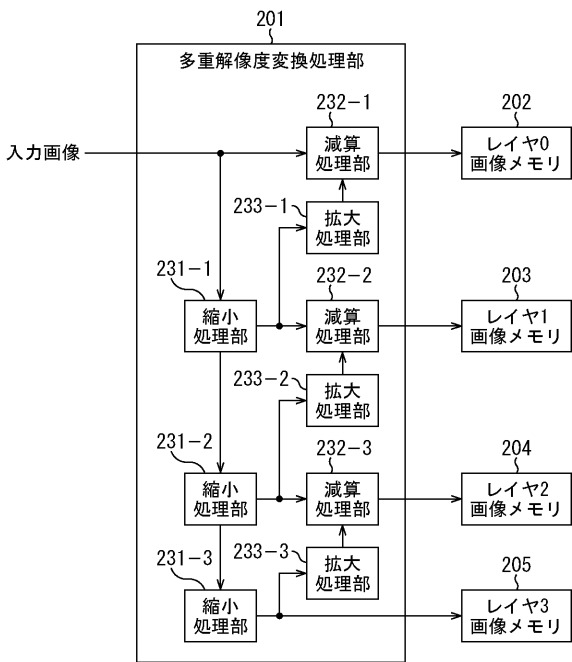 201
多重解像度変換処理部
232-1
202
入力画像
減算
処理部
レイヤ0
画像メモリ
233-1
拡大
処理部
231-1
232-2
203
縮小
処理部
減算
処理部
レイヤ1
画像メモリ
233-2
拡大
処理部
231-2
232-3
204
縮小
処理部
減算
処理部
レイヤ2
画像メモリ
231-3
233-3
拡大
処理部
205
縮小
処理部
レイヤ3
画像メモリ